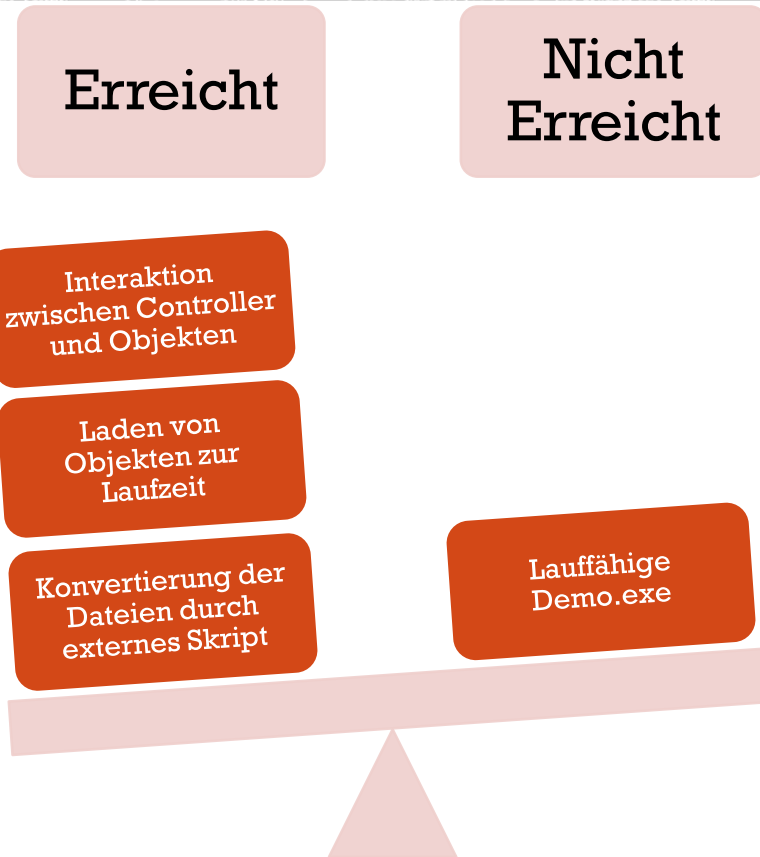 Erreicht
Nicht
Erreicht
Interaktion
zwischen Controller
und Objekten
Laden von
Objekten zur
Laufzeit
Konvertierung der
Dateien durch
externes Skript
Lauffähige
Demo.exe